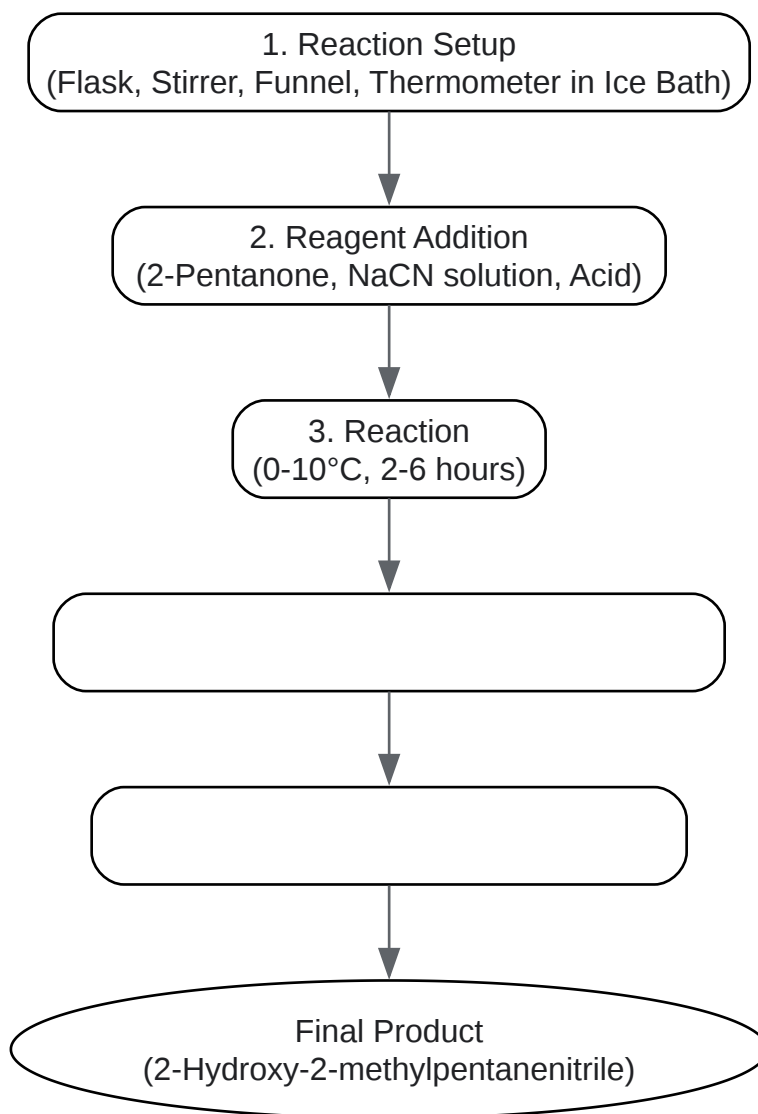 1. Reaction Setup
(Flask, Stirrer, Funnel, Thermometer in Ice Bath)
2. Reagent Addition
(2-Pentanone, NaCN solution, Acid)
3. Reaction
(0-10°C, 2-6 hours)
Final Product
(2-Hydroxy-2-methylpentanenitrile)